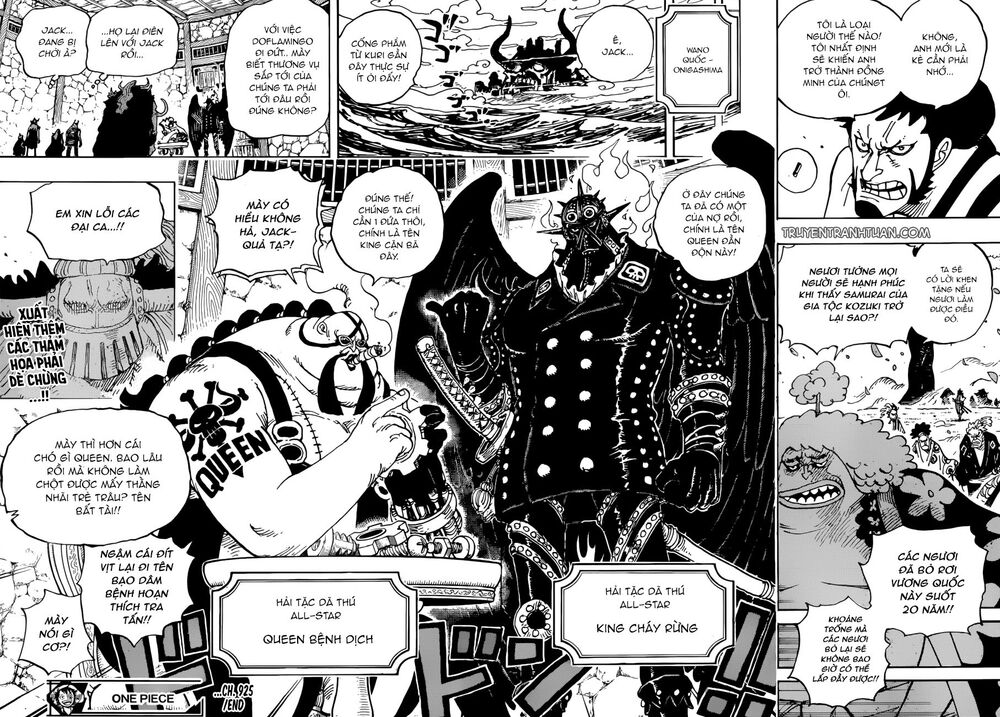 KHÔNG,
ANH MỚI LÀ
KẺ CẦN PHẢI
NHỚ...
TÔI LÀ LOẠI
NGƯỜI THẾ NÀO!
TÔI NHẤT ĐỊNH
SẼ KHIẾN ANH
TRỞ THÀNH ĐỒNG
MINH CỦA CHÚNGT
ÔI.
TRUYENTRANHTUAN.COM
TA SẼ
CÓ LỜI KHEN
TẶNG NẾU
NGƯƠI LÀM
ĐƯỢC ĐIỀU
ĐÓ.
NGƯƠI TƯỞNG MỌI
NGƯỜI SẼ HẠNH PHÚC
KHI THẤY SAMURAI CỦA
GIA TỘC KOZUKI TRỞ
LẠI SAO?!
CÁC NGƯƠI
ĐÃ BỎ RƠI
VƯƠNG QUỐC
NÀY SUỐT
20 NĂM!!
KHOẢNG
TRỐNG MÀ
CÁC NGƯƠI
BỎ LẠI SẼ
KHÔNG BAO
GIỜ CÓ THỂ
LẤP ĐẦY ĐƯỢC!!
WANO
QUỐC -
ONIGASHIMA
Ê,
JACK...
CỐNG PHẨM
TỪ KURI GẦN
ĐÂY THỰC SỰ
ÍT ỎI ĐẤY!
VỚI VIỆC
DOFLAMINGO
ĐI ĐỨT.. MÀY
BIẾT THƯƠNG VỤ
SẮP TỚI CỦA
CHÚNG TA PHẢI
TỚI ĐÂU RỒI
ĐÚNG KHÔNG?
...HỌ LẠI ĐIÊN
LÊN VỚI JACK
RỒI.
JACK...
ĐANG BỊ
CHỬI À?
Ở ĐÂY CHÚNG
TA ĐÃ CÓ MỘT
CỦA NỢ RỒI,
CHÍNH LÀ TÊN
QUEEN ĐẦN
ĐỘN NÀY!
ĐÚNG THẾ!
CHÚNG TA CHỈ
CẦN 1 ĐỨA THÔI,
CHÍNH LÀ TÊN
KING CẶN BÃ
ĐÂY.
MÀY CÓ
HIỂU KHÔNG
HẢ, JACK-
QUẢ TẠ?!
EM XIN LỖI CÁC
ĐẠI CA...!!
XUẤT
HIỆN THÊM
CÁC THẢM
HỌA PHẢI
DÈ CHỪNG
...!!
QUEEN
MÀY THÌ HƠN CÁI
CHÓ GÌ QUEEN. BAO LÂU
RỒI MÀ KHÔNG LÀM
CHỘT ĐƯỢC MẤY THẰNG
NHÃI TRẺ TRÂU? TÊN
BẤT TÀI!!
NGẬM CÁI ĐÍT
VỊT LẠI ĐI TÊN
BẠO DÂM
BỆNH HOẠN
THÍCH TRA
TẤN!!
MÀY
NÓI GÌ
CƠ?!
HẢI TẶC DÃ THÚ
ALL-STAR
KING CHÁY RỪNG
HẢI TẶC DÃ THÚ
ALL-STAR
QUEEN BỆNH DỊCH
ONE PIECE
...CH. 925
/END